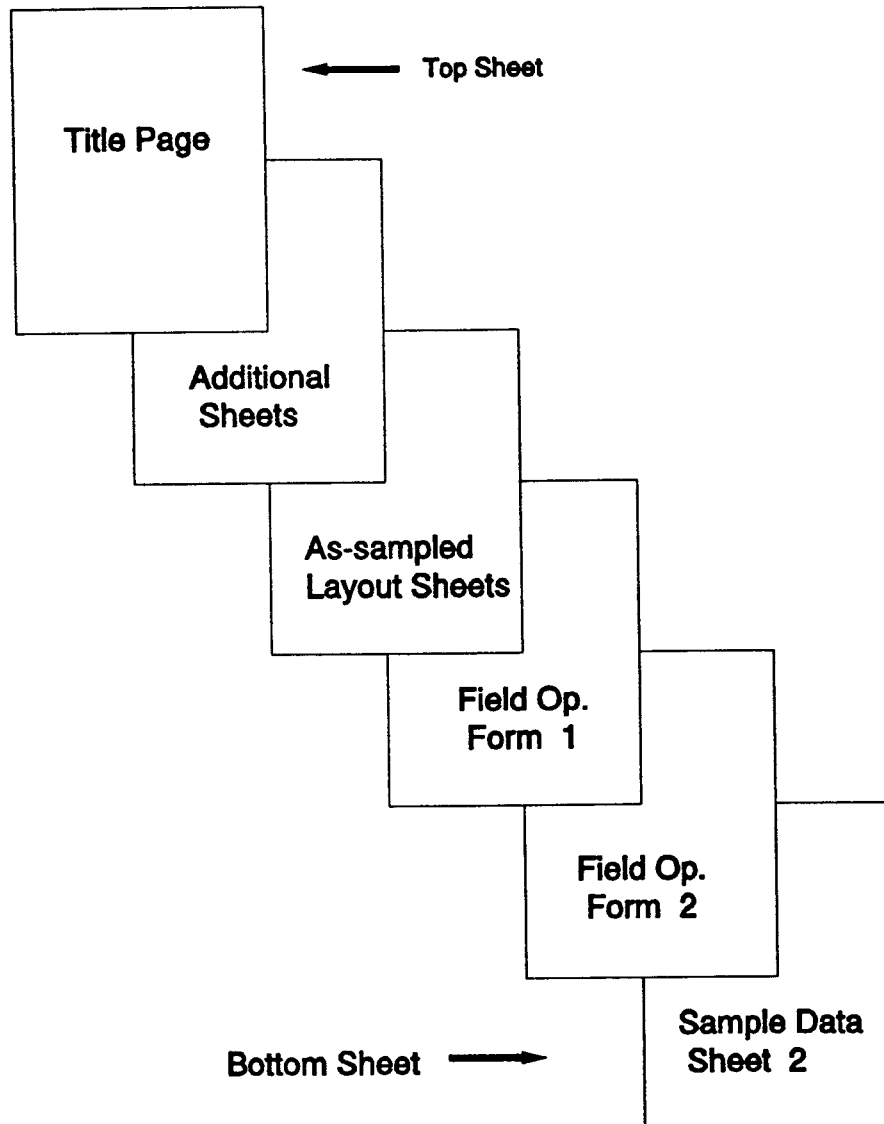 Top Sheet
Title Page
Additional
Sheets
As-sampled
Layout Sheets
Field Op.
Form 1
Field Op.
Form 2
Sample Data
Sheet 2
Bottom Sheet